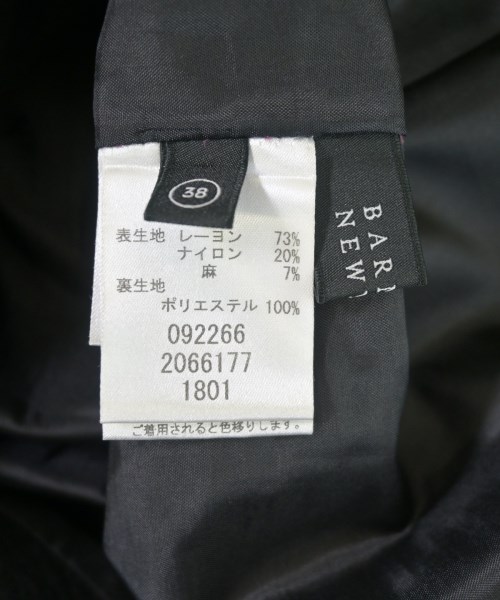 38
表生地 レーヨン 73%
ナイロン 20%
麻 7%
裏生地
ポリエステル 100%
092266
2066177
1801
ご着用されると色移りします。
BAR
NEW